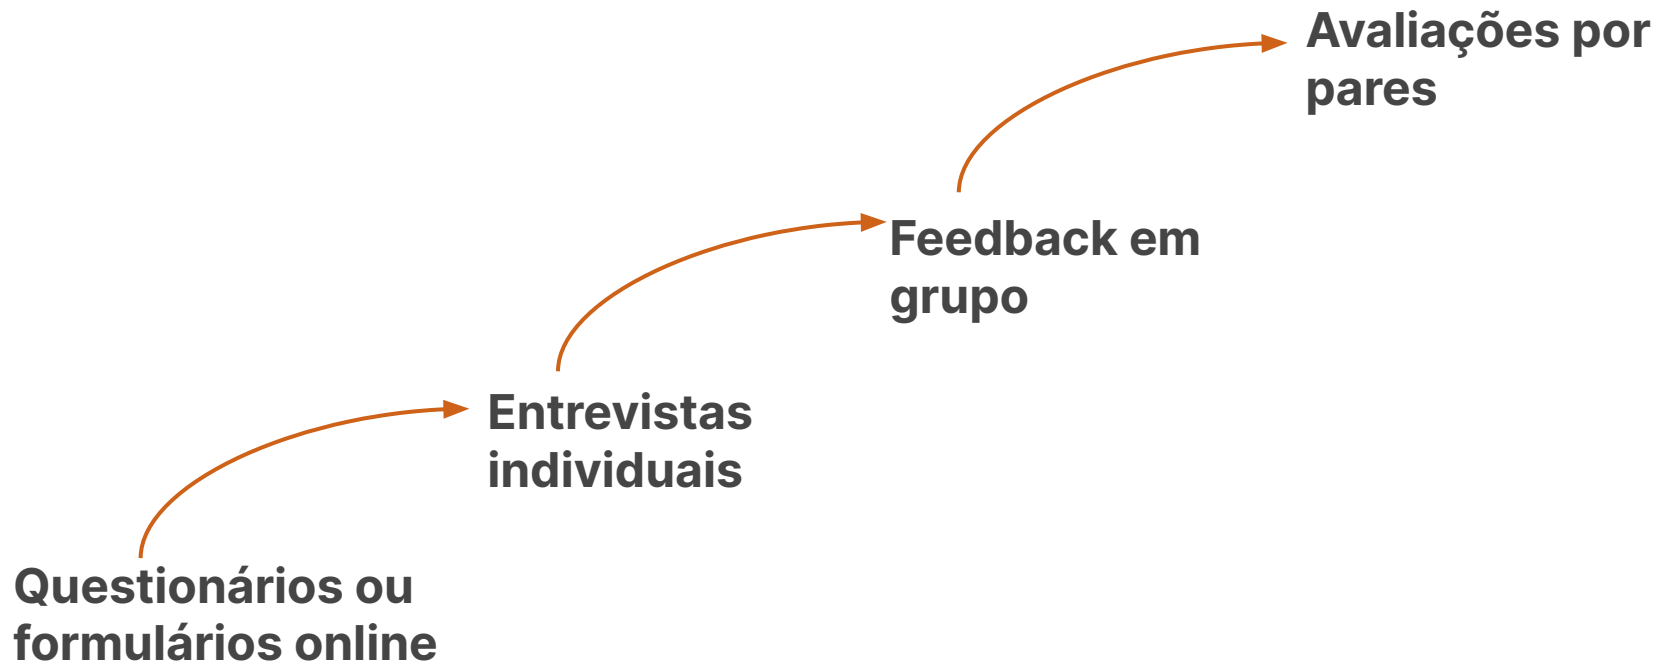 Avaliações por
pares
Feedback em
grupo
Entrevistas
individuais
Questionários ou
formulários online